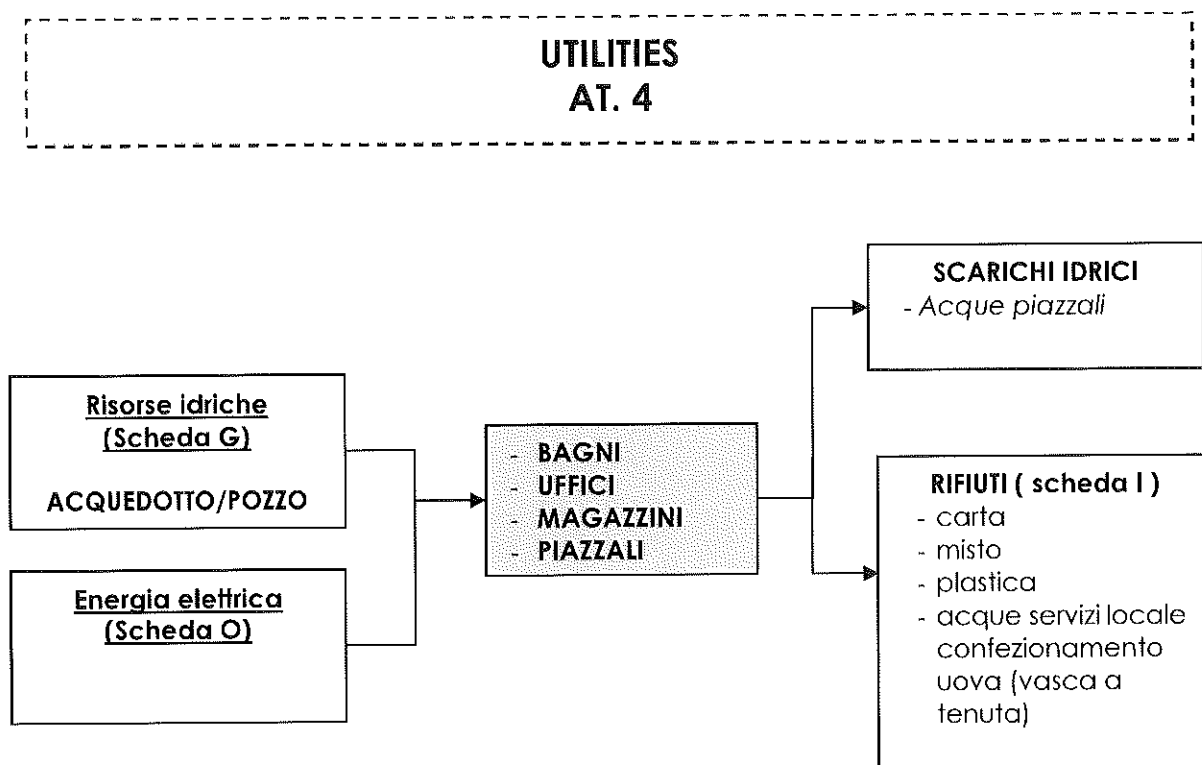 UTILITIES
AT. 4
Risorse idriche
(Scheda G)
ACQUEDOTTO/POZZO
Energia elettrica
(Scheda O)
- BAGNI
- UFFICI
- MAGAZZINI
- PIAZZALI
SCARICHI IDRICI
- Acque piazzali
RIFIUTI ( scheda I )
- carta
- misto
- plastica
- acque servizi locale
confezionamento
uova (vasca a
tenuta)